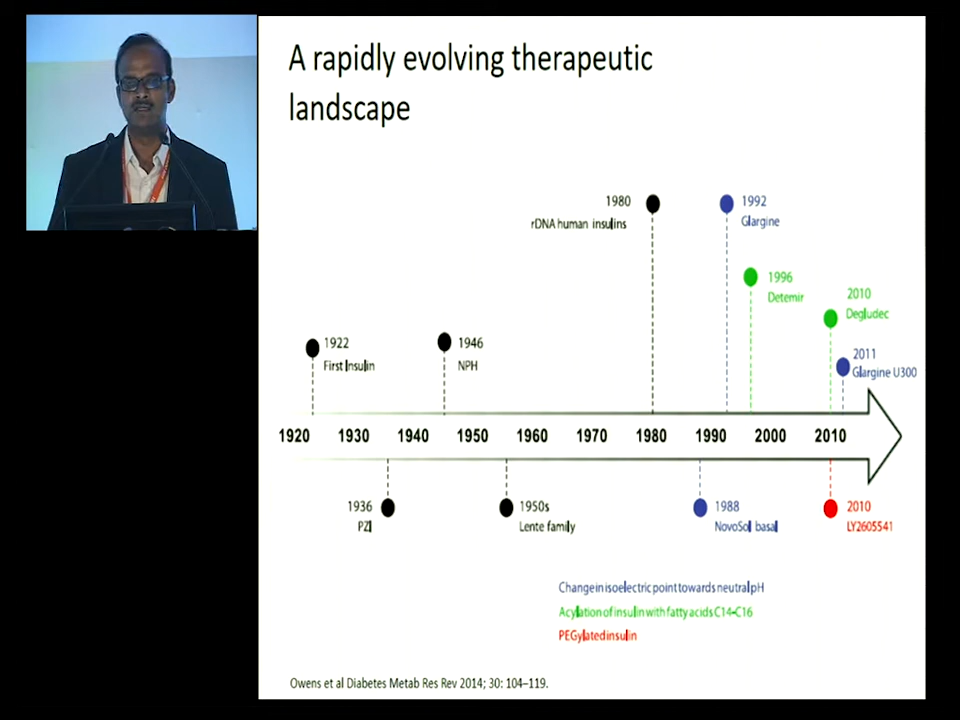 A rapidly evolving therapeutic
landscape
1980
rDNA human insulins
1992
Glargine
1996
Detemir
2010
Degludec
2011
Glargine U300
1922
First Insulin
1946
NPH
1920 1930 1940 1950 1960 1970 1980 1990 2000 2010
1936
PZI
1950s
Lente family
1988
NovoSol basal
2010
LY2605541
Change in isoelectric point towards neutral pH
Acylation of insulin with fatty acids C14-C16
PEGylated insulin
Owens et al Diabetes Metab Res Rev 2014; 30: 104–119.